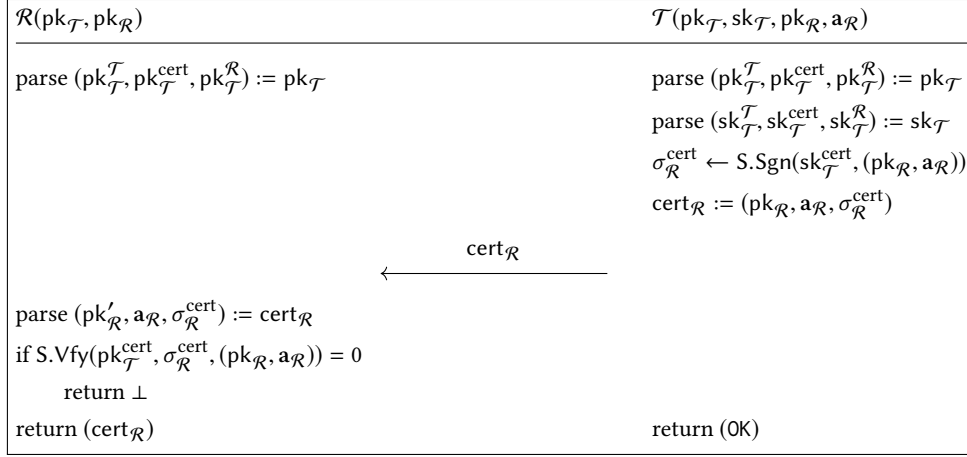 𝓡(pk_𝓣, pk_𝓡) 𝓣(pk_𝓣, sk_𝓣, pk_𝓡, 𝐚_𝓡)
parse (pk_𝓣^𝓣, pk_𝓣^cert, pk_𝓣^𝓡) := pk_𝓣 parse (pk_𝓣^𝓣, pk_𝓣^cert, pk_𝓣^𝓡) := pk_𝓣
parse (sk_𝓣^𝓣, sk_𝓣^cert, sk_𝓣^𝓡) := sk_𝓣
σ_𝓡^cert ← S.Sgn(sk_𝓣^cert, (pk_𝓡, 𝐚_𝓡))
cert_𝓡 := (pk_𝓡, 𝐚_𝓡, σ_𝓡^cert)
cert_𝓡
parse (pk′_𝓡, 𝐚_𝓡, σ_𝓡^cert) := cert_𝓡
if S.Vfy(pk_𝓣^cert, σ_𝓡^cert, (pk_𝓡, 𝐚_𝓡)) = 0
return ⊥
return (cert_𝓡) return (OK)